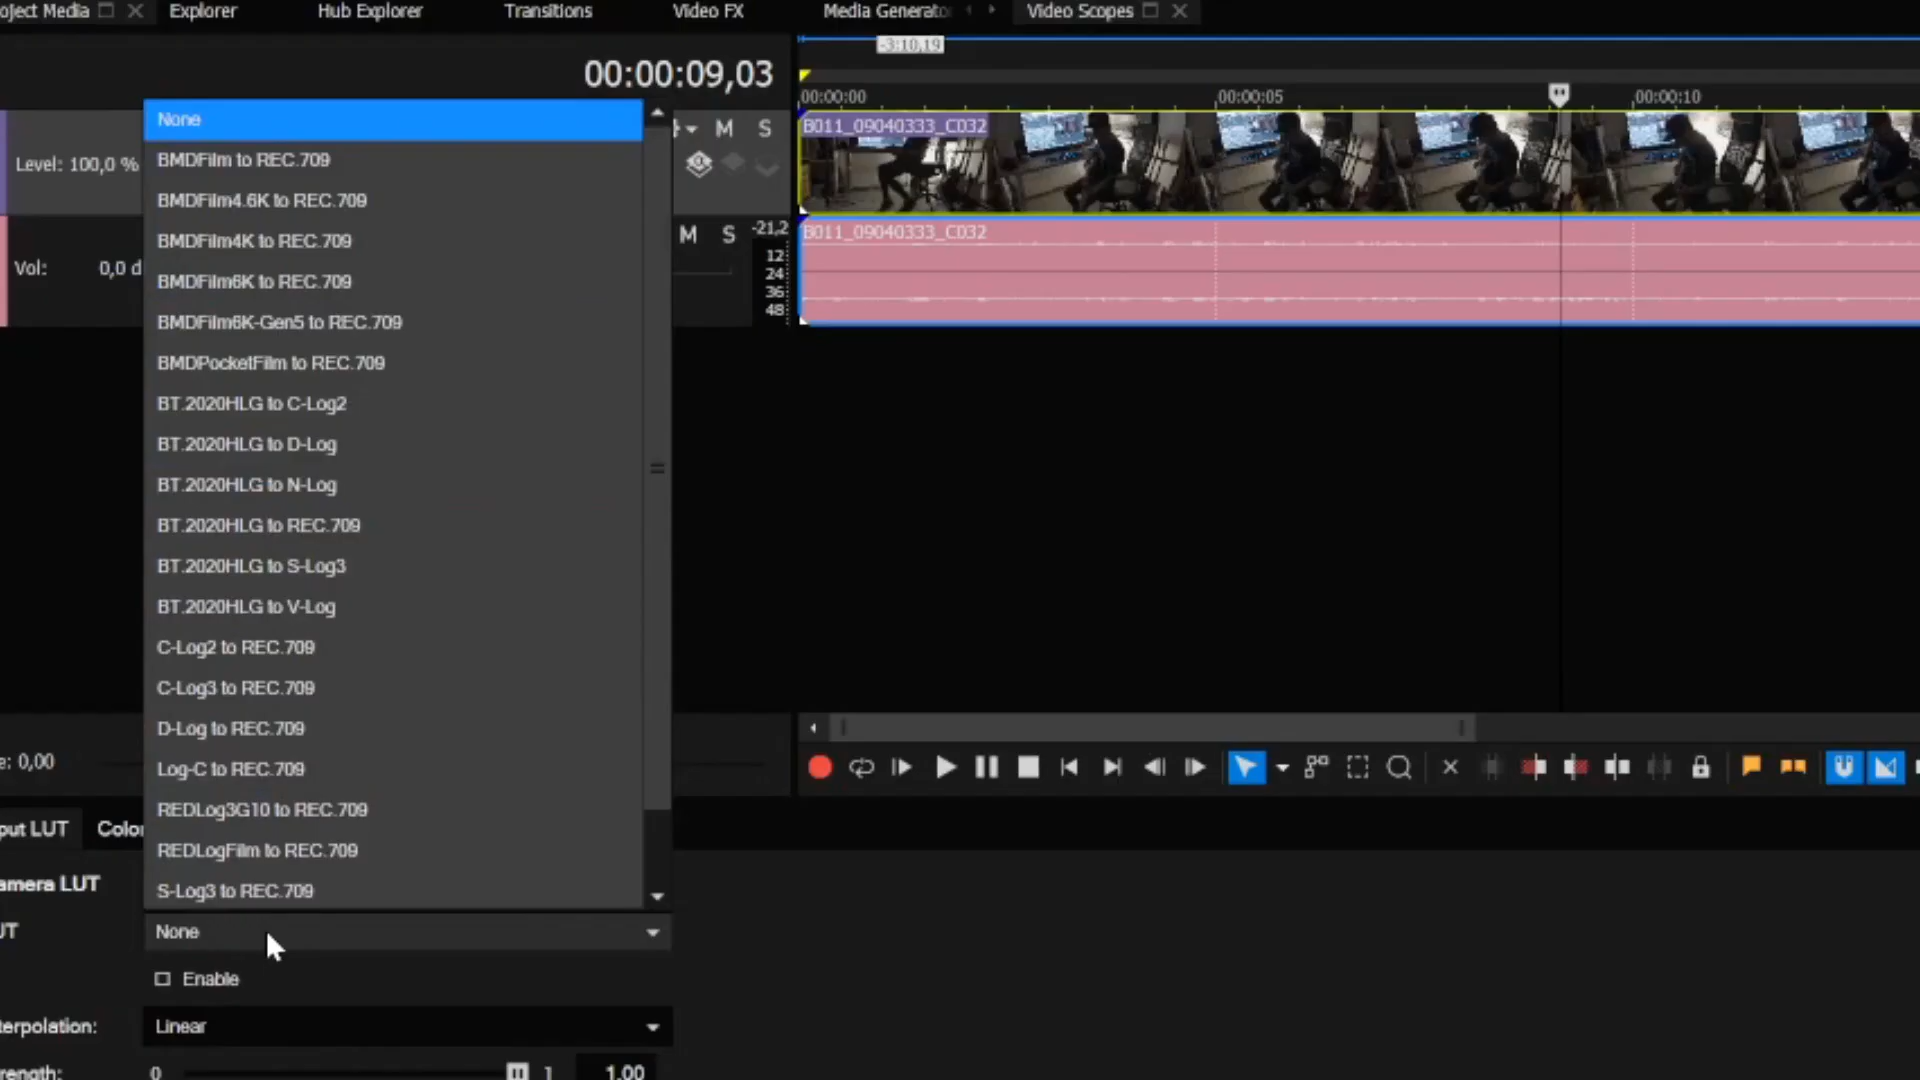 oject Media
Explorer
Hub Explorer
Transitions
Video FX
Media Generato
Video Scopes
-3:10,19
00:00:09,03
00:00:00
00:00:05
00:00:10
B011_09040333_C032
Level: 100,0 %
M
S
Vol:
0,0 d
M
S
-21,2
12
24
36
48
B011_09040333_C032
None
BMDFilm to REC.709
BMDFilm4.6K to REC.709
BMDFilm4K to REC.709
BMDFilm6K to REC.709
BMDFilm6K-Gen5 to REC.709
BMDPocketFilm to REC.709
BT.2020HLG to C-Log2
BT.2020HLG to D-Log
BT.2020HLG to N-Log
BT.2020HLG to REC.709
BT.2020HLG to S-Log3
BT.2020HLG to V-Log
C-Log2 to REC.709
C-Log3 to REC.709
D-Log to REC.709
Log-C to REC.709
REDLog3G10 to REC.709
REDLogFilm to REC.709
S-Log3 to REC.709
e: 0,00
put LUT
Color
amera LUT
UT
None
Enable
terpolation:
Linear
rength:
0
1
1,00